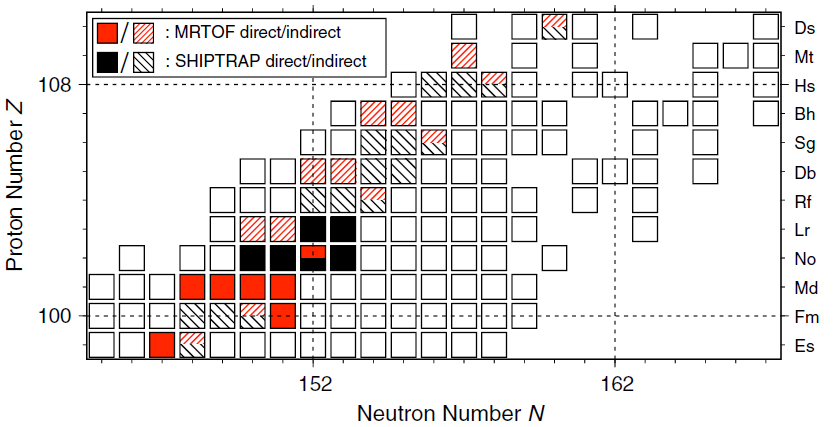 / : MRTOF direct/indirect
/ : SHIPTRAP direct/indirect
Ds
Mt
108
Hs
Bh
Sg
Db
Rf
Lr
No
Md
100
Fm
Es
Proton Number Z
152
162
Neutron Number N